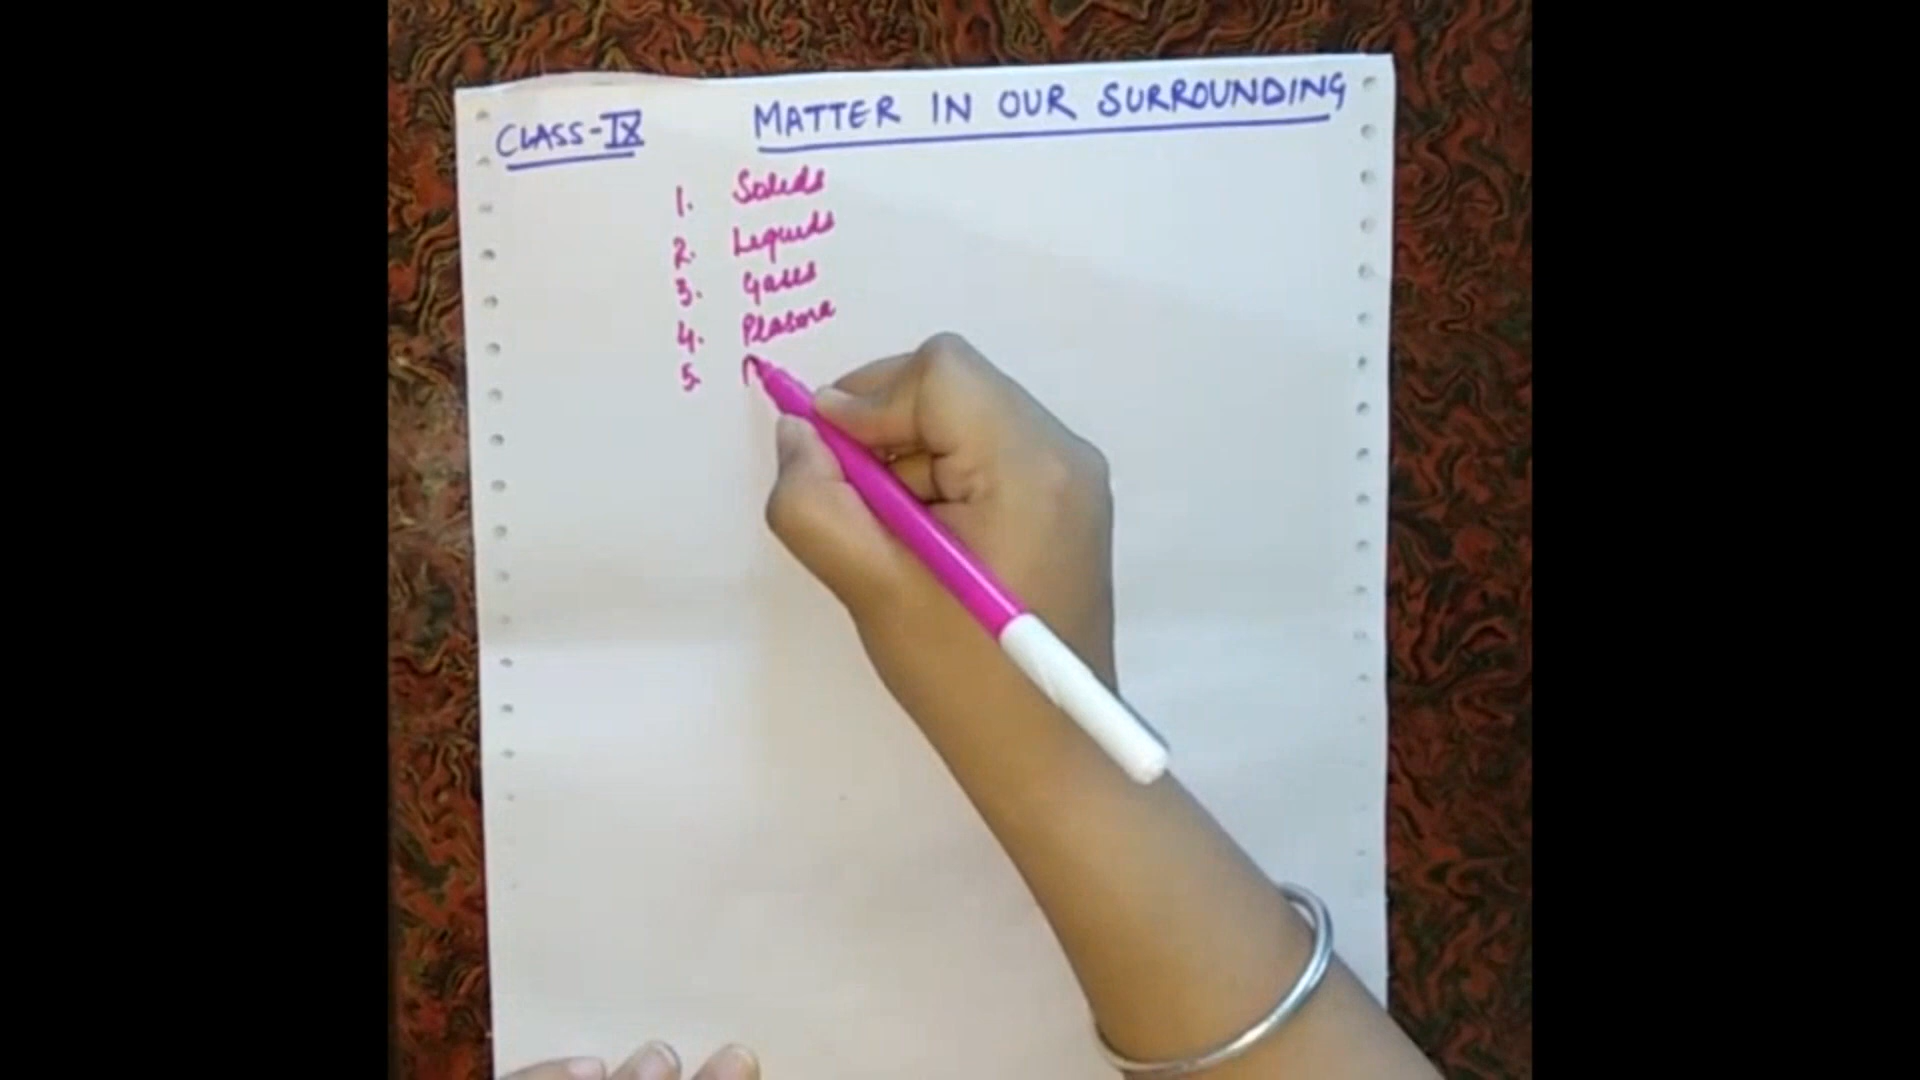 CLASS-IX
MATTER IN OUR SURROUNDING
1. Solids
2. Liquids
3. Gases
4. Plasma
5.